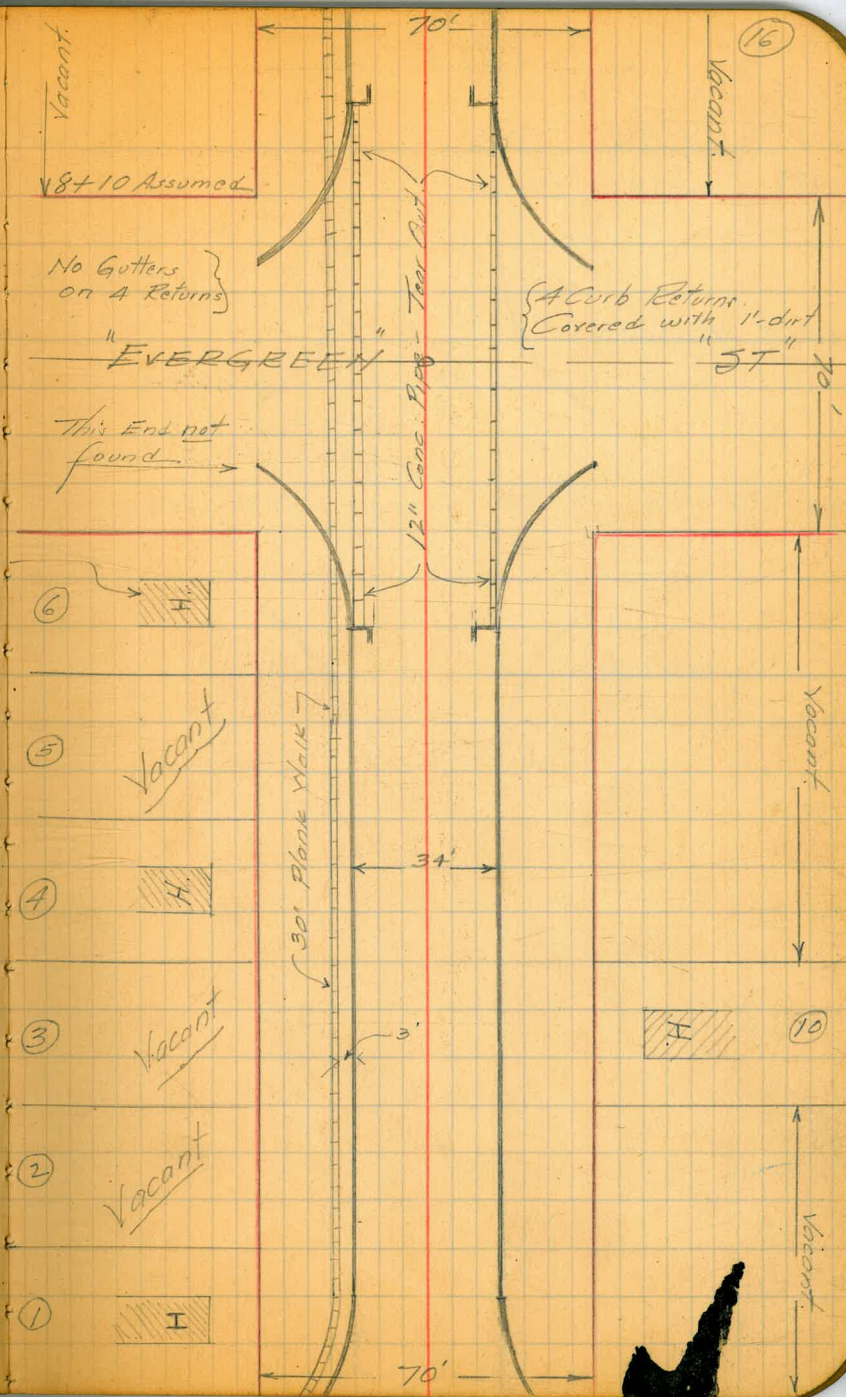 70'
16
Vacant.
Vacant.
8+10 Assumed
No Gutters
on 4 Returns
4 Curb Returns
Covered with 1'-dirt
"EVERGREEN"
"ST"
70'
12" Conc. Pipe - Tear Out.
This End not
found
6
H.
5
Vacant
Vacant.
30" Plank Walk
34'
4
H.
3
Vacant
3'
H
10
2
Vacant
Vacant.
1
H
70'